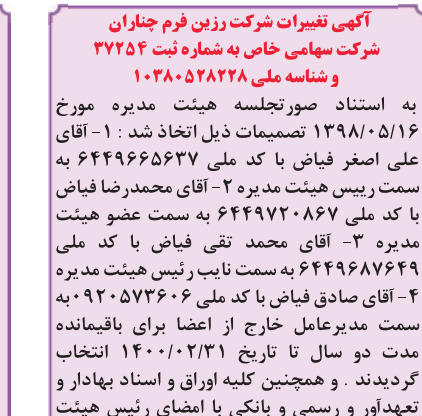 آگهی تغییرات شرکت رزین فرم چناران
شرکت سهامی خاص به شماره ثبت ۳۷۲۵۴
و شناسه ملی ۱۰۳۸۰۵۲۸۲۲۸
به استناد صورتجلسه هیئت مدیره مورخ
۱۳۹۸/۰۵/۱۶ تصمیمات ذیل اتخاذ شد : ۱- آقای
علی اصغر فیاض با کد ملی ۶۴۴۹۶۶۵۶۳۷ به
سمت رییس هیئت مدیره ۲- آقای محمدرضا فیاض
با کد ملی ۶۴۴۹۷۲۰۸۶۷ به سمت عضو هیئت
مدیره ۳- آقای محمد تقی فیاض با کد ملی
۶۴۴۹۶۸۷۶۴۹ به سمت نایب رئیس هیئت مدیره
۴- آقای صادق فیاض با کد ملی ۰۹۲۰۵۷۳۶۰۶به
سمت مدیرعامل خارج از اعضا برای باقیمانده
مدت دو سال تا تاریخ ۱۴۰۰/۰۲/۳۱ انتخاب
گردیدند . و همچنین کلیه اوراق و اسناد بهادار و
تعهدآور و رسمی و بانکی با امضای رئیس هیئت